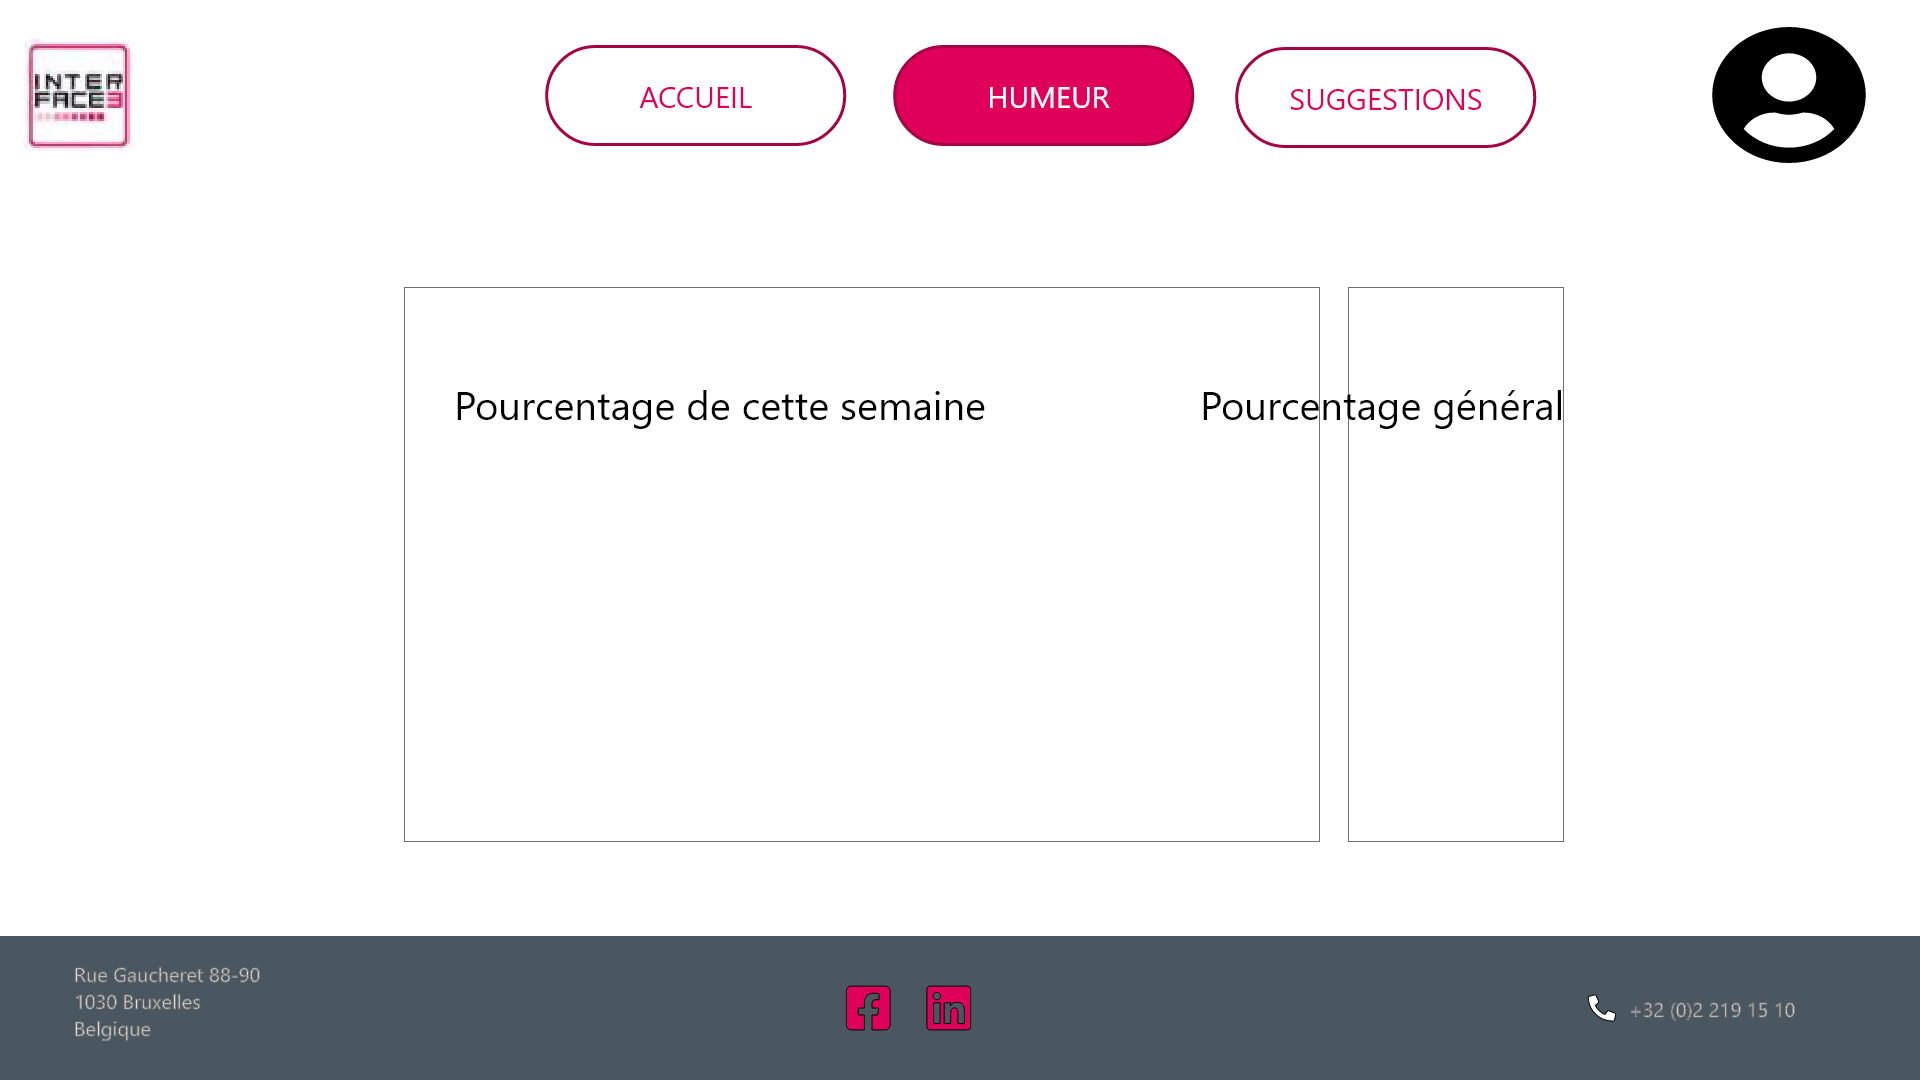 INTER
FACE3
ACCUEIL
HUMEUR
SUGGESTIONS
Pourcentage de cette semaine
Pourcentage général
Rue Gaucheret 88-90
1030 Bruxelles
Belgique
+32 (0)2 219 15 10